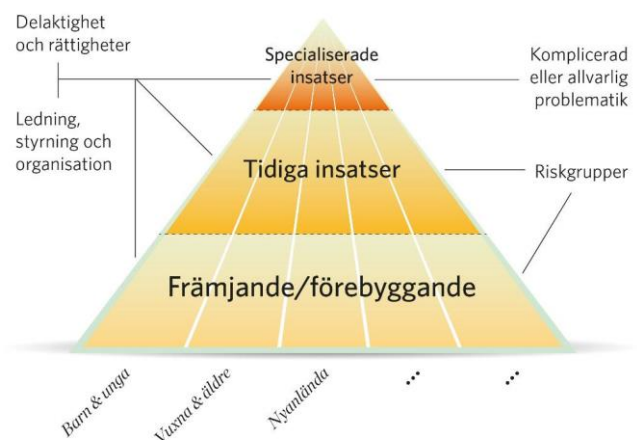 Delaktighet
och rättigheter
Ledning,
styrning och
organisation
Specialiserade
insatser
Komplicerad
eller allvarlig
problematik
Tidiga insatser
Riskgrupper
Främjande/förebyggande
Barn & unga
Vuxna & äldre
Nyanlända
...
...